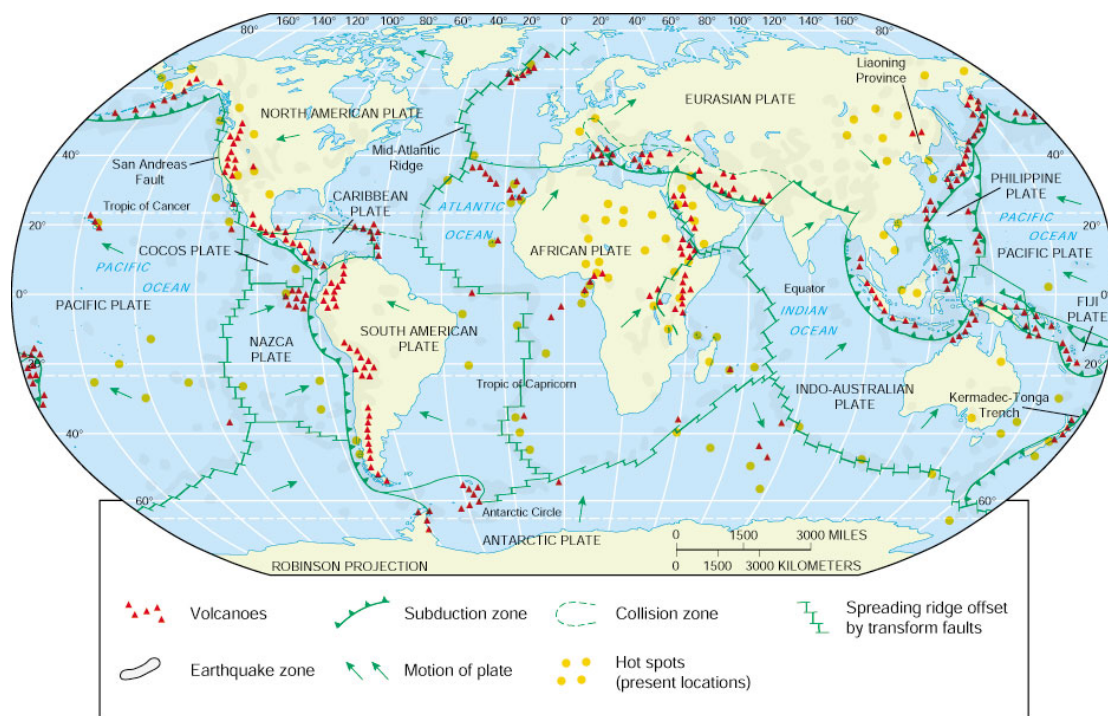 160° 140° 120° 100° 80° 60° 40° 20° 0° 20° 40° 60° 80° 100° 120° 140° 160°
80°
80°
Liaoning
Province
NORTH AMERICAN PLATE
EURASIAN PLATE
Mid-Atlantic
Ridge
40°
40°
San Andreas
Fault
PHILIPPINE
PLATE
Tropic of Cancer
CARIBBEAN
PLATE
ATLANTIC
OCEAN
PACIFIC
OCEAN
20°
20°
COCOS PLATE
AFRICAN PLATE
PACIFIC PLATE
PACIFIC
OCEAN
Equator
0°
0°
PACIFIC PLATE
INDIAN
OCEAN
FIJI
PLATE
SOUTH AMERICAN
PLATE
NAZCA
PLATE
20°
20°
Tropic of Capricorn
INDO-AUSTRALIAN
PLATE
Kermadec-Tonga
Trench
40°
40°
60°
60°
Antarctic Circle
ANTARCTIC PLATE
0 1500 3000 MILES
0 1500 3000 KILOMETERS
ROBINSON PROJECTION
Volcanoes
Subduction zone
Collision zone
Spreading ridge offset
by transform faults
Earthquake zone
Motion of plate
Hot spots
(present locations)